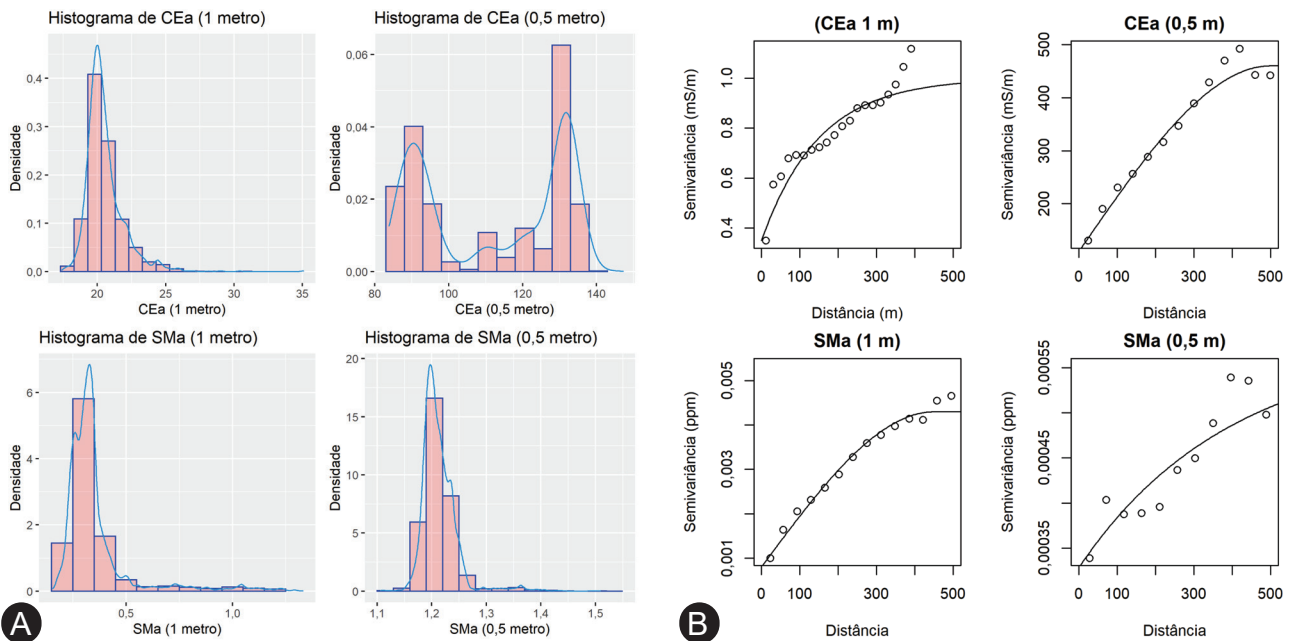 Histograma de CEa (1 metro)
Densidade
0,4
0,3
0,2
0,1
0,0
20 25 30 35
CEa (1 metro)
Histograma de CEa (0,5 metro)
Densidade
0,06
0,04
0,02
0,00
80 100 120 140
CEa (0,5 metro)
Histograma de SMa (1 metro)
Densidade
6
4
2
0
0,5 1,0
SMa (1 metro)
Histograma de SMa (0,5 metro)
Densidade
20
15
10
5
0
1,1 1,2 1,3 1,4 1,5
SMa (0,5 metro)
A
(CEa 1 m)
Semivariância (mS/m)
1.0
0.8
0.6
0.4
0 100 300 500
Distância (m)
CEa (0,5 m)
Semivariância (mS/m)
500
400
300
200
0 100 300 500
Distância
SMa (1 m)
Semivariância (ppm)
0,005
0,003
0,001
0 100 300 500
Distância
SMa (0,5 m)
Semivariância (ppm)
0,00055
0,00045
0,00035
0 100 300 500
Distância
B